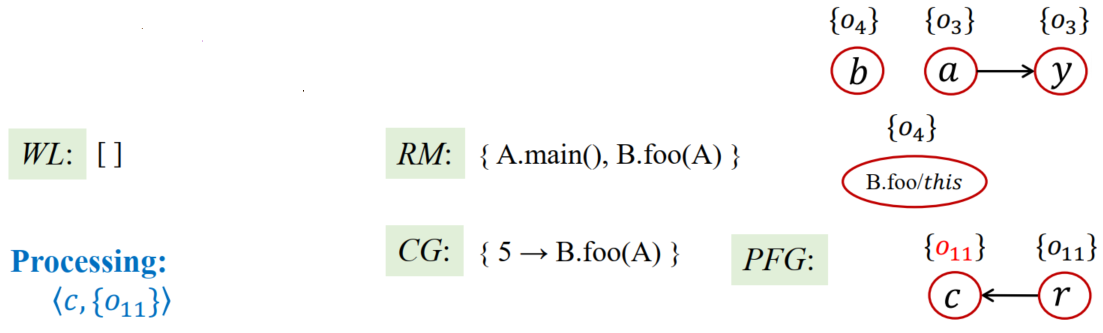 {o₄} {o₃} {o₃}
b a y
WL: [ ]
RM: { A.main(), B.foo(A) }
{o₄}
B.foo/this
Processing:
⟨c, {o₁₁}⟩
CG: { 5 → B.foo(A) }
PFG:
{o₁₁} {o₁₁}
c r